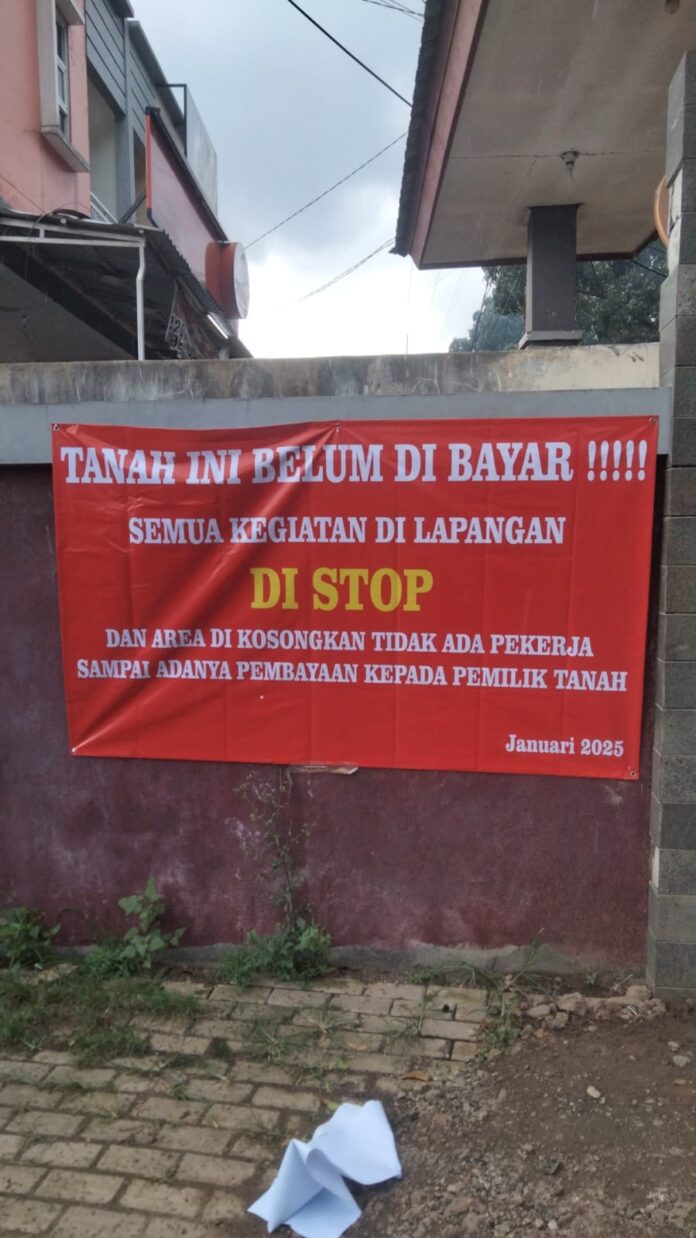 TANAH INI BELUM DI BAYAR !!!!!
SEMUA KEGIATAN DI LAPANGAN
DI STOP
DAN AREA DI KOSONGKAN TIDAK ADA PEKERJA
SAMPAI ADANYA PEMBAYAAN KEPADA PEMILIK TANAH
Januari 2025